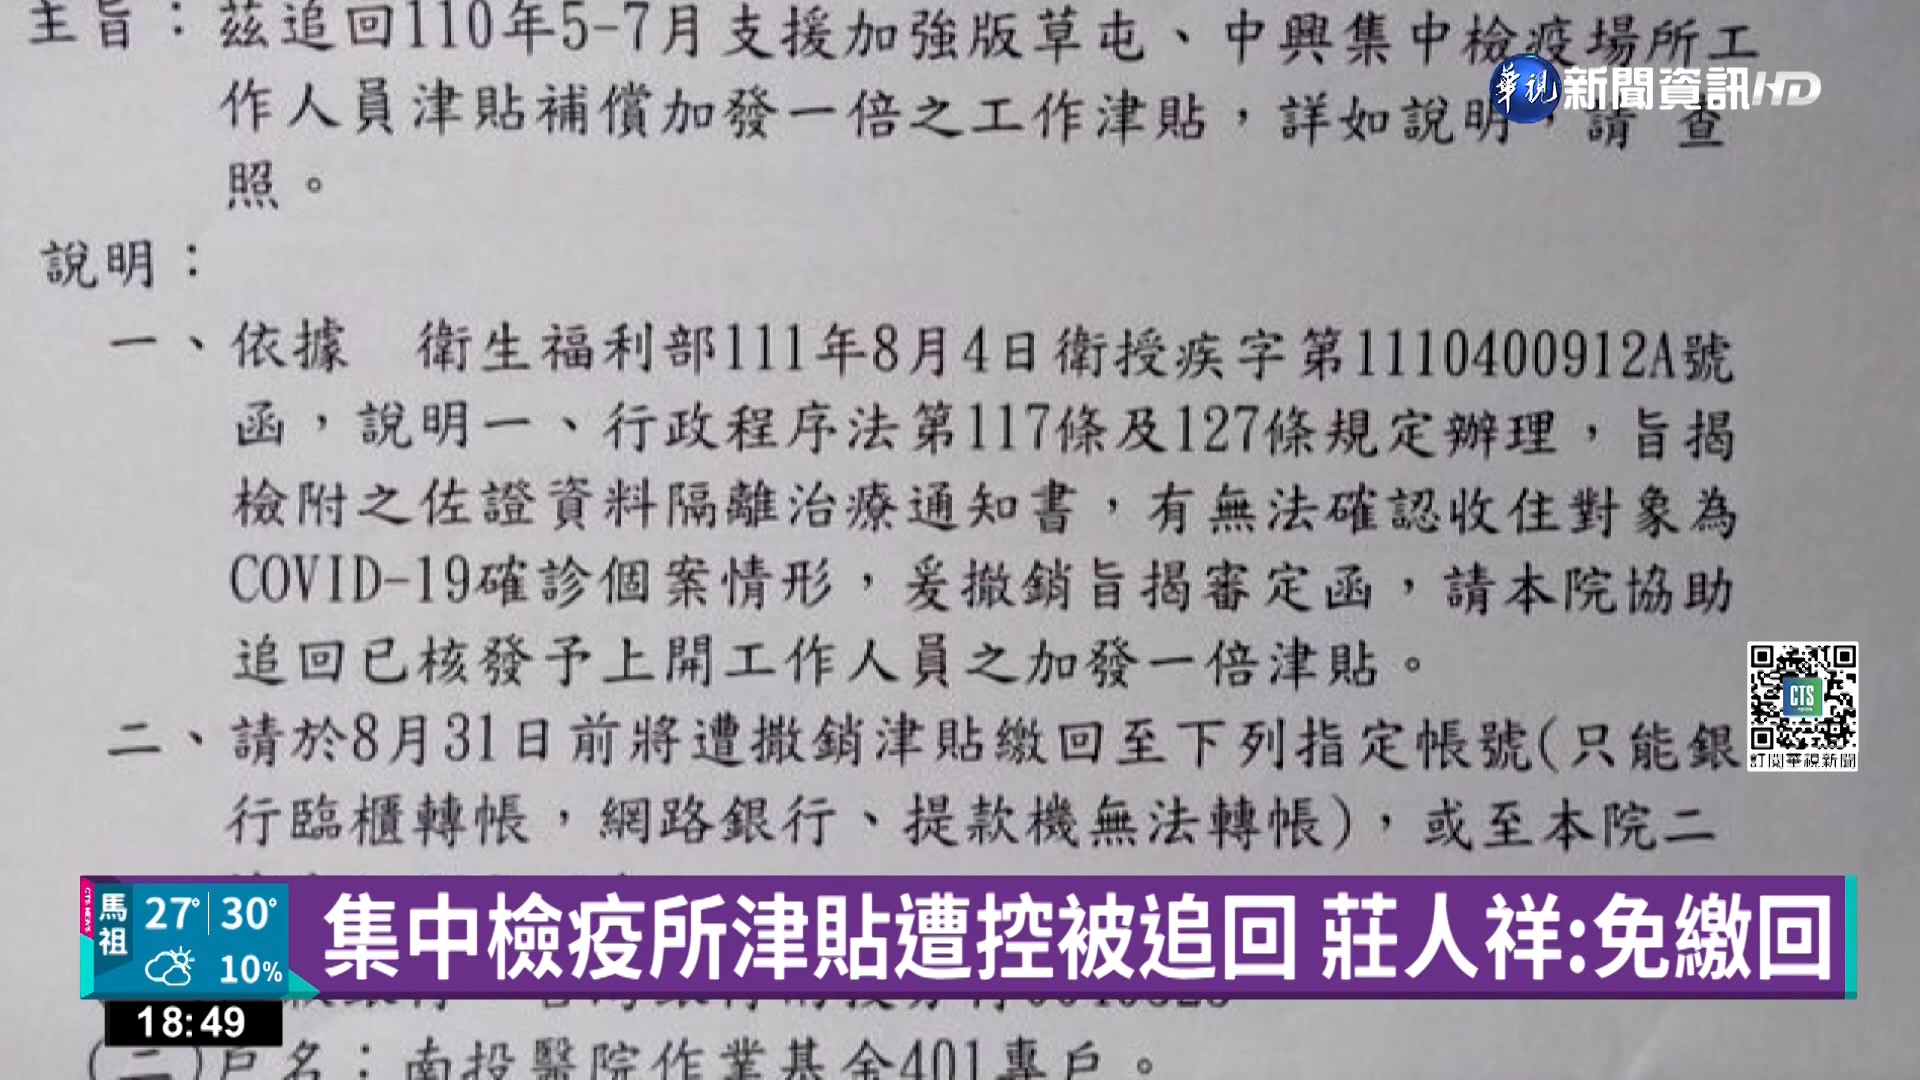 主旨：茲追回110年5-7月支援加強版草屯、中興集中檢疫場所工
作人員津貼補償加發一倍之工作津貼，詳如說明，請 查
照。
華視 新聞資訊HD
說明：
一、依據 衛生福利部111年8月4日衛授疾字第1110400912A號
函，說明一、行政程序法第117條及127條規定辦理，旨揭
檢附之佐證資料隔離治療通知書，有無法確認收住對象為
COVID-19確診個案情形，爰撤銷旨揭審定函，請本院協助
追回已核發予上開工作人員之加發一倍津貼。
二、請於8月31日前將遭撤銷津貼繳回至下列指定帳號(只能銀
行臨櫃轉帳，網路銀行、提款機無法轉帳)，或至本院二
CTS
訂閱華視新聞
馬祖 27° 30° 10%
集中檢疫所津貼遭控被追回 莊人祥:免繳回
18:49
(二)戶名：南投醫院作業基金401專戶。